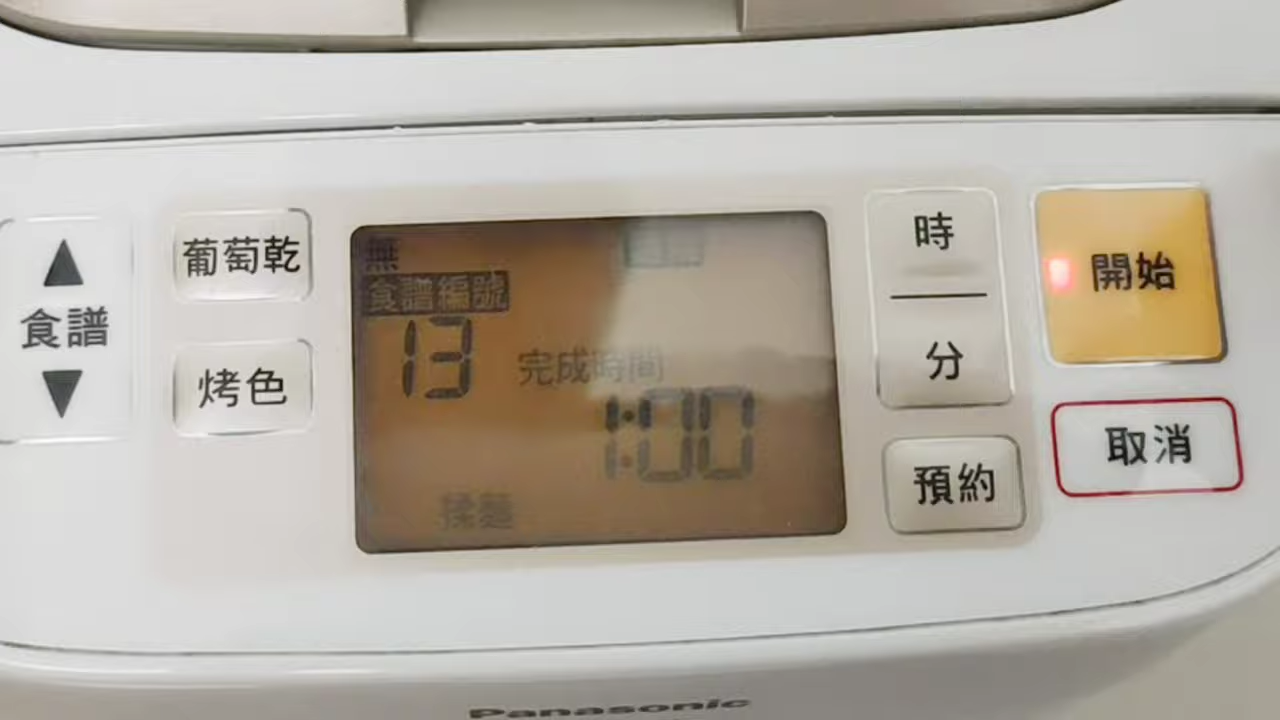 ▲
食譜
▼
葡萄乾
烤色
無
食譜編號
13
完成時間
1:00
揉麵
時
分
預約
開始
取消
Panasonic